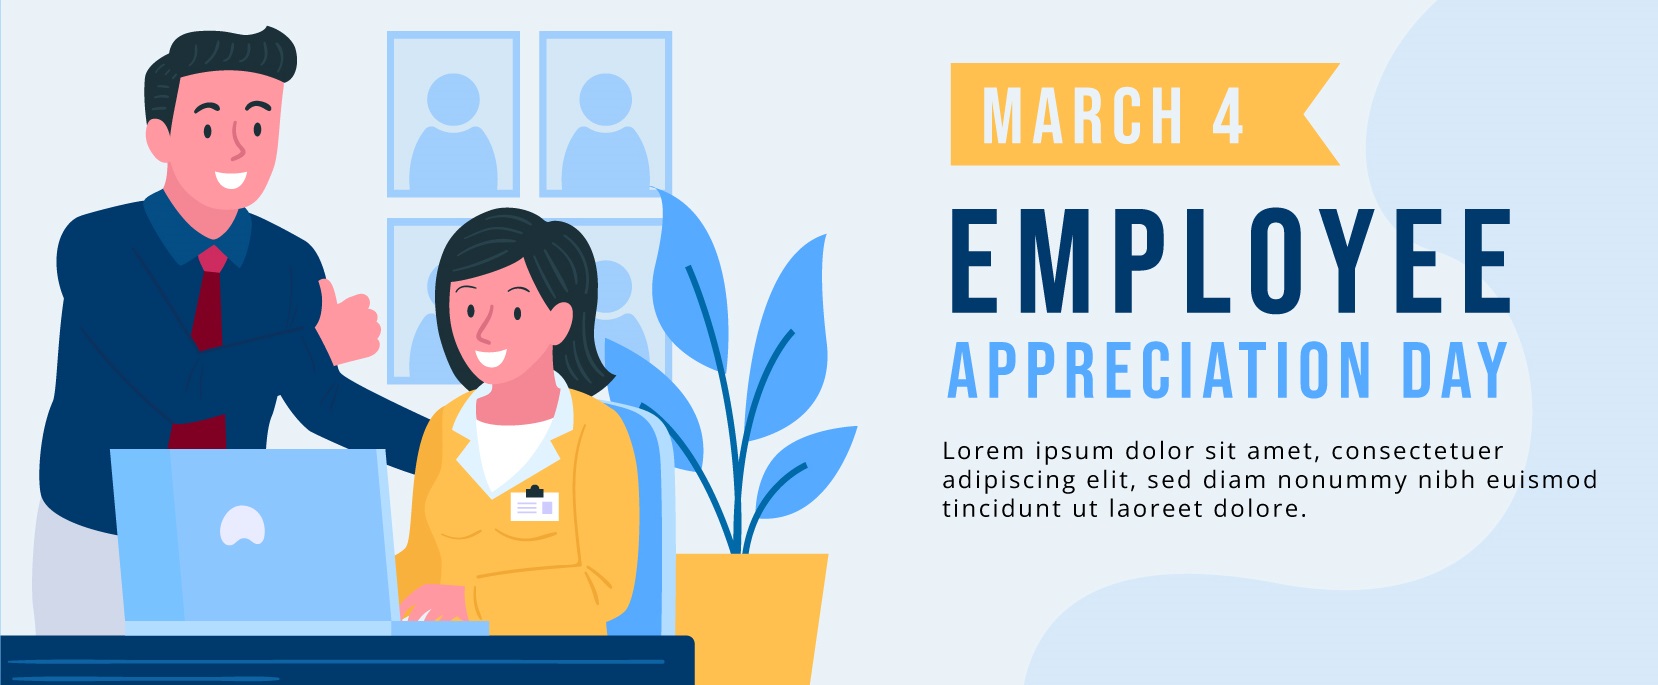 MARCH 4
EMPLOYEE
APPRECIATION DAY
Lorem ipsum dolor sit amet, consectetuer
adipiscing elit, sed diam nonummy nibh euismod
tincidunt ut laoreet dolore.